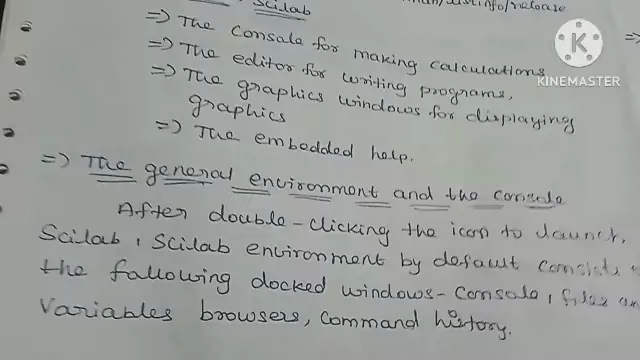 Scilab
=> The console for making calculations
=> The editor for writing programs,
=> The graphics windows for displaying
graphics
=> The embedded help.
=> The general environment and the console
After double-clicking the icon to launch
Scilab, Scilab environment by default consists
the following docked windows - console, files an
Variables browsers, command history.
K
KINEMASTER